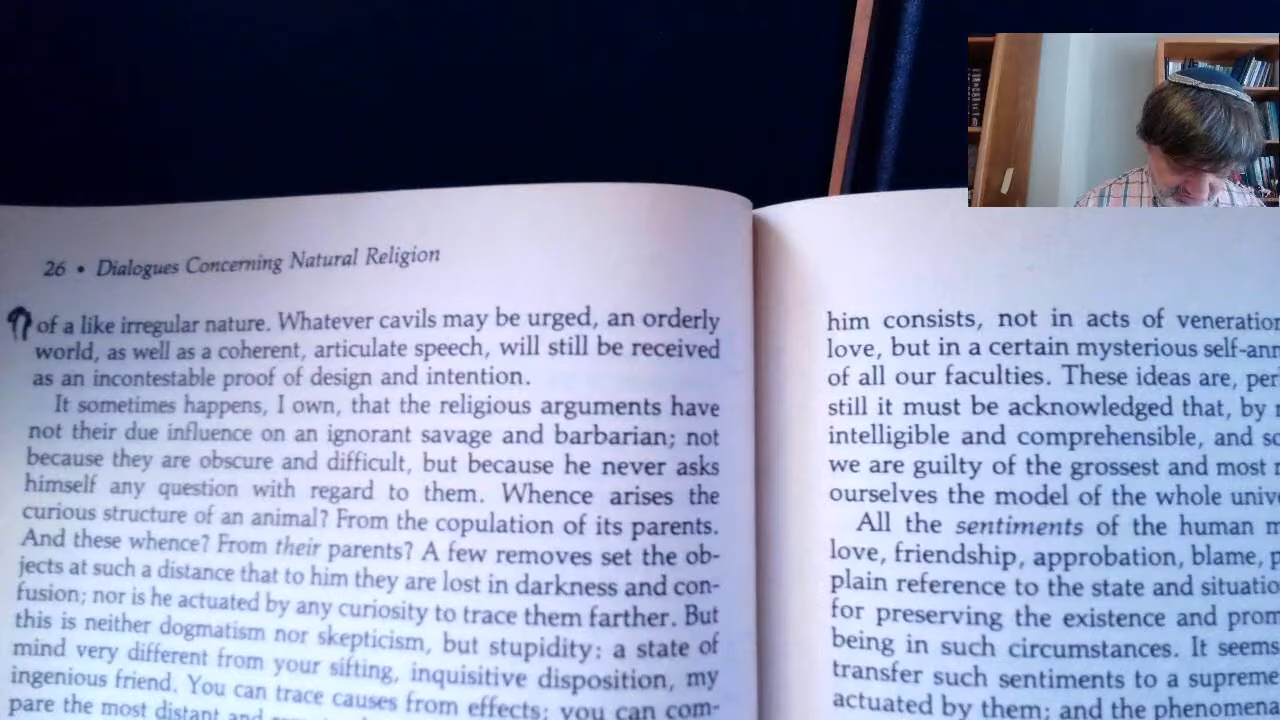 26 • Dialogues Concerning Natural Religion
of a like irregular nature. Whatever cavils may be urged, an orderly
world, as well as a coherent, articulate speech, will still be received
as an incontestable proof of design and intention.
It sometimes happens, I own, that the religious arguments have
not their due influence on an ignorant savage and barbarian; not
because they are obscure and difficult, but because he never asks
himself any question with regard to them. Whence arises the
curious structure of an animal? From the copulation of its parents.
And these whence? From their parents? A few removes set the ob-
jects at such a distance that to him they are lost in darkness and con-
fusion; nor is he actuated by any curiosity to trace them farther. But
this is neither dogmatism nor skepticism, but stupidity: a state of
mind very different from your sifting, inquisitive disposition, my
ingenious friend. You can trace causes from effects; you can com-
pare the most distant and
him consists, not in acts of
love, but in a certain mysterious
of all our faculties. These ideas are,
still it must be acknowledged that, by
intelligible and comprehensible, and
we are guilty of the grossest and most
ourselves the model of the whole
All the sentiments of the human
love, friendship, approbation, blame,
plain reference to the state and
for preserving the existence and
being in such circumstances. It seems
transfer such sentiments to a supreme
actuated by them; and the phenomena